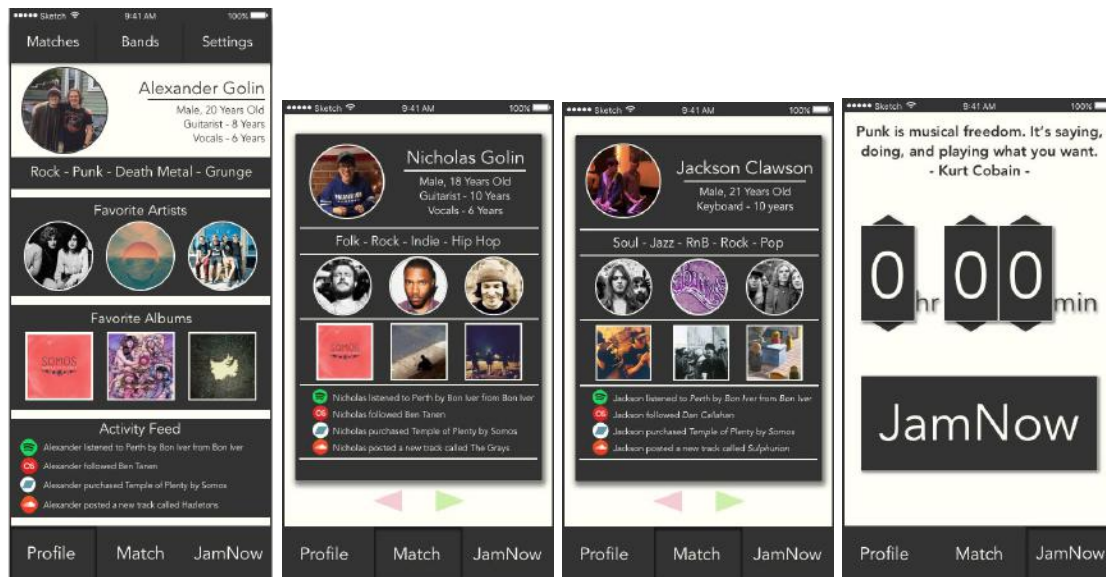 Sketch 9:41 AM 100%
Matches Bands Settings
Alexander Golin
Male, 20 Years Old
Guitarist - 8 Years
Vocals - 6 Years
Rock - Punk - Death Metal - Grunge
Favorite Artists
Favorite Albums
SOMOS
Activity Feed
Alexander listened to Perth by Bon Iver from Bon Iver
Alexander followed Ben Tanen
Alexander purchased Temple of Plenty by Somos
Alexander posted a new track called Hazletons
Profile Match JamNow
Sketch 9:41 AM 100%
Nicholas Golin
Male, 18 Years Old
Guitarist - 10 Years
Vocals - 6 Years
Folk - Rock - Indie - Hip Hop
SOMOS
Nicholas listened to Perth by Bon Iver from Bon Iver
Nicholas followed Ben Tanen
Nicholas purchased Temple of Plenty by Somos
Nicholas posted a new track called The Grays
Profile Match JamNow
Sketch 9:41 AM 100%
Jackson Clawson
Male, 21 Years Old
Keyboard - 10 years
Soul - Jazz - RnB - Rock - Pop
Jackson listened to Perth by Bon Iver from Bon Iver
Jackson followed Dan Callahan
Jackson purchased Temple of Plenty by Somos
Jackson posted a new track called Sulphurion
Profile Match JamNow
Sketch 9:41 AM 100%
Punk is musical freedom. It's saying,
doing, and playing what you want.
- Kurt Cobain -
0 hr 0 0 min
JamNow
Profile Match JamNow